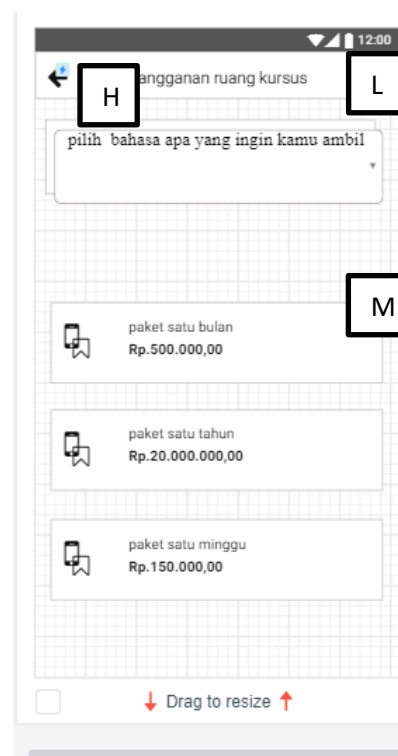 12:00
H
angganan ruang kursus
L
pilih bahasa apa yang ingin kamu ambil
M
paket satu bulan
Rp.500.000,00
paket satu tahun
Rp.20.000.000,00
paket satu minggu
Rp.150.000,00
Drag to resize